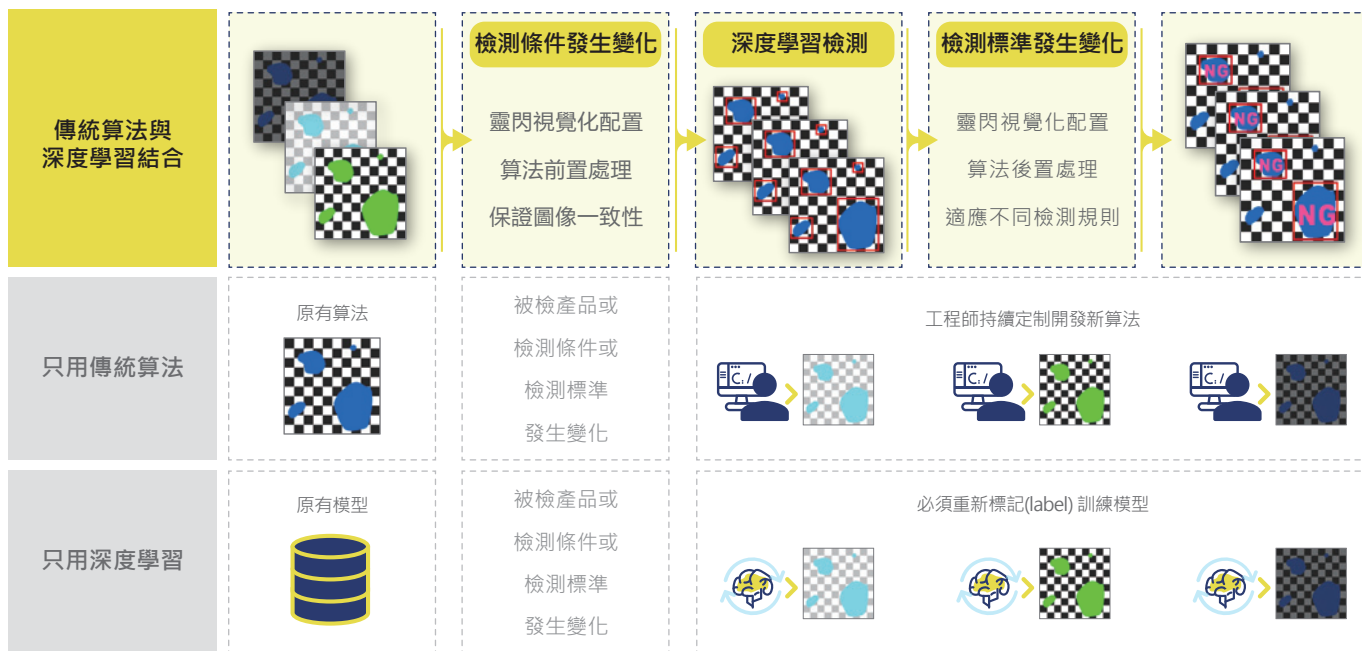 傳統算法與
深度學習結合
檢測條件發生變化
靈閃視覺化配置
算法前置處理
保證圖像一致性
深度學習檢測
檢測標準發生變化
靈閃視覺化配置
算法後置處理
適應不同檢測規則
NG
NG
NG
NG
只用傳統算法
原有算法
被檢產品或
檢測條件或
檢測標準
發生變化
工程師持續定制開發新算法
C:/
C:/
C:/
只用深度學習
原有模型
被檢產品或
檢測條件或
檢測標準
發生變化
必須重新標記(label) 訓練模型